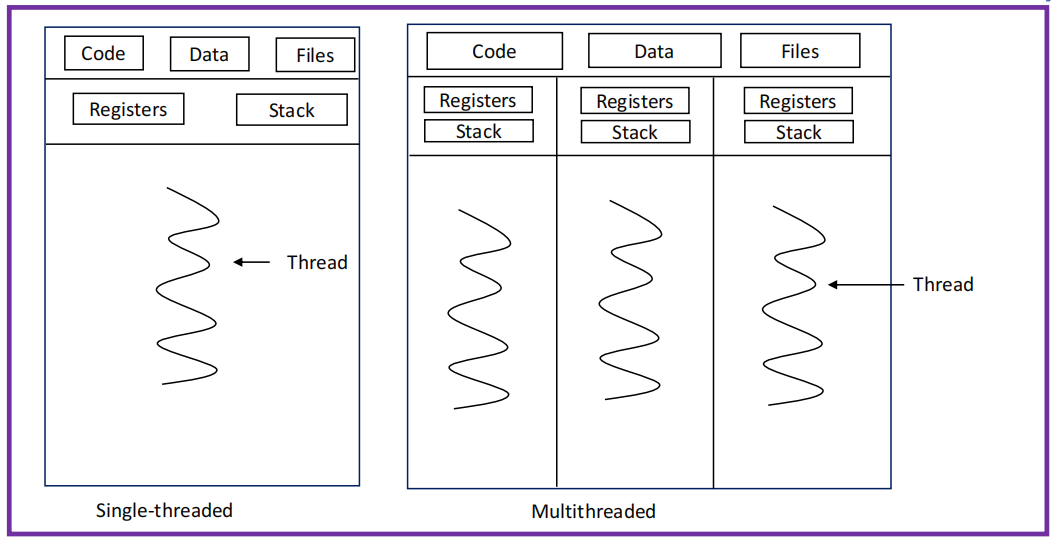 Code Data Files
Registers Stack
Thread
Single-threaded
Code Data Files
Registers Registers Registers
Stack Stack Stack
Thread
Multithreaded